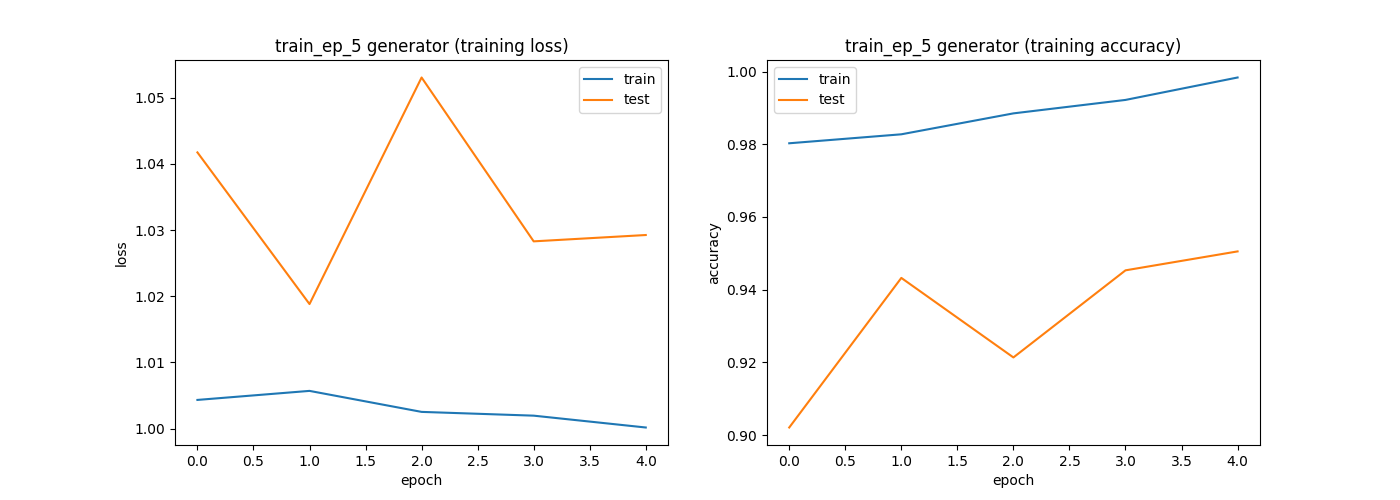 train_ep_5 generator (training loss)
train
test
loss
1.05
1.04
1.03
1.02
1.01
1.00
0.0 0.5 1.0 1.5 2.0 2.5 3.0 3.5 4.0
epoch
train_ep_5 generator (training accuracy)
train
test
accuracy
1.00
0.98
0.96
0.94
0.92
0.90
0.0 0.5 1.0 1.5 2.0 2.5 3.0 3.5 4.0
epoch